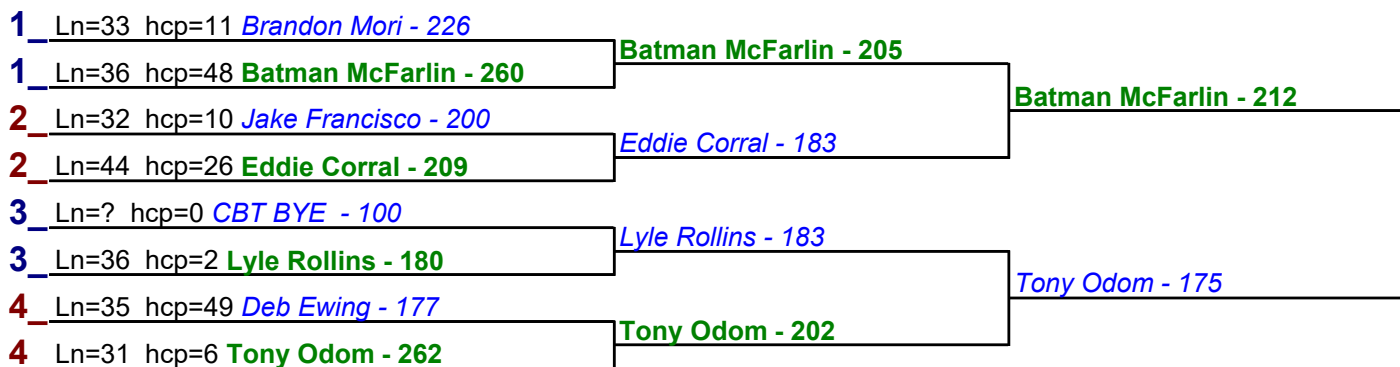 1_ Ln=33 hcp=11 Brandon Mori - 226
Batman McFarlin - 205
1_ Ln=36 hcp=48 Batman McFarlin - 260
Batman McFarlin - 212
2_ Ln=32 hcp=10 Jake Francisco - 200
Eddie Corral - 183
2_ Ln=44 hcp=26 Eddie Corral - 209
3_ Ln=? hcp=0 CBT BYE - 100
Lyle Rollins - 183
3_ Ln=36 hcp=2 Lyle Rollins - 180
Tony Odom - 175
4_ Ln=35 hcp=49 Deb Ewing - 177
Tony Odom - 202
4 Ln=31 hcp=6 Tony Odom - 262